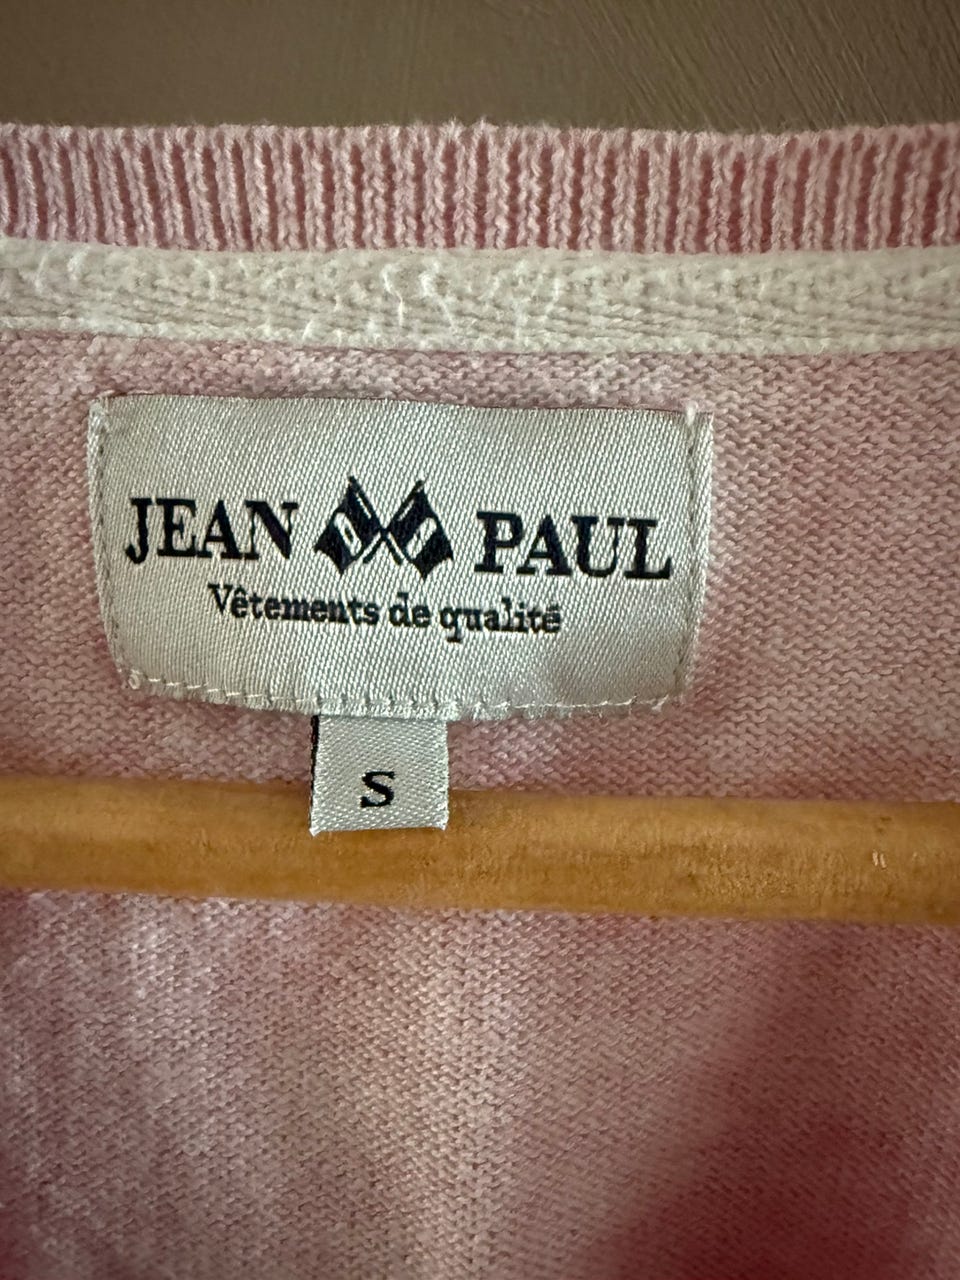 JEAN PAUL
Vêtements de qualité
S